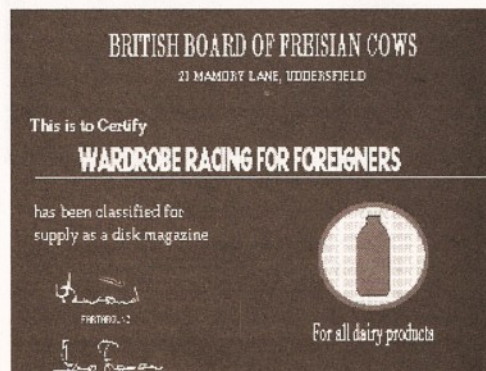 BRITISH BOARD OF FREISIAN COWS
21 MAMORY LANE, UDDERSFIELD
This is to Certify
WARDROBE RACING FOR FOREIGNERS
has been classified for
supply as a disk magazine
For all dairy products